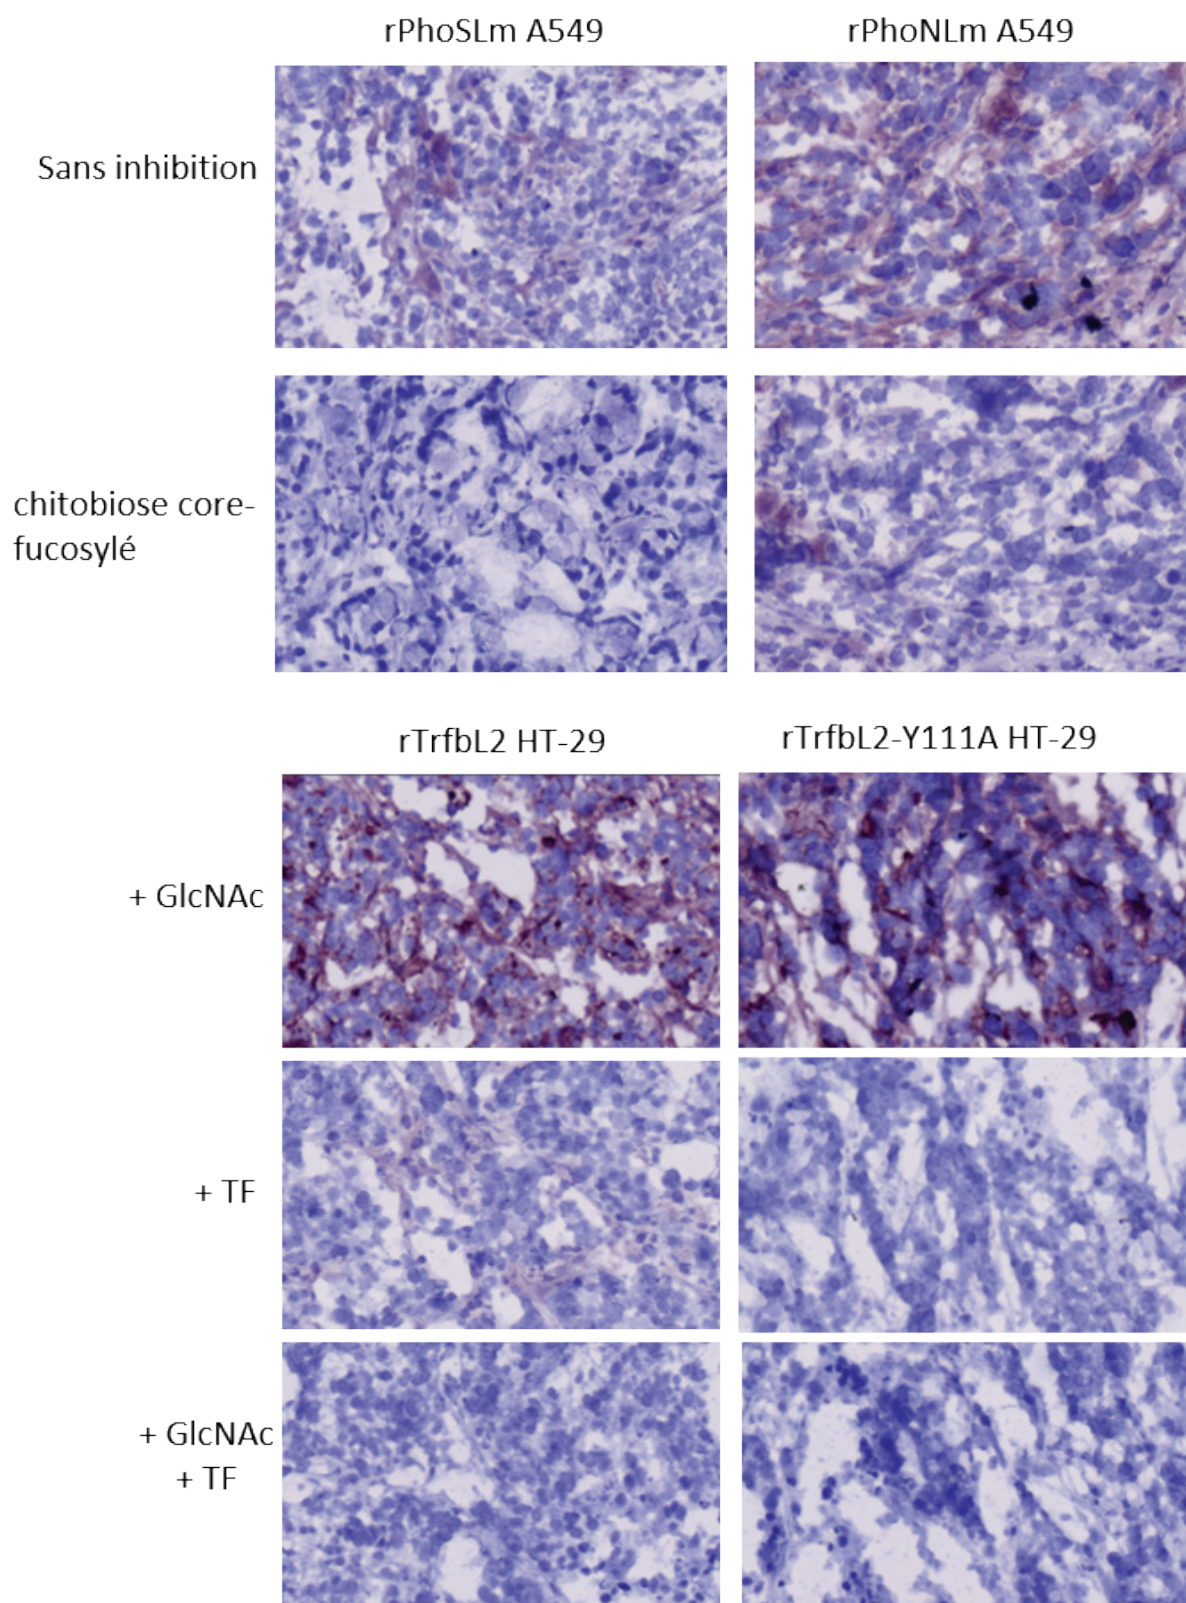 rPhoSLm A549
rPhoNLm A549
Sans inhibition
chitobiose core-
fucosylé
rTrfbL2 HT-29
rTrfbL2-Y111A HT-29
+ GlcNAc
+ TF
+ GlcNAc
+ TF